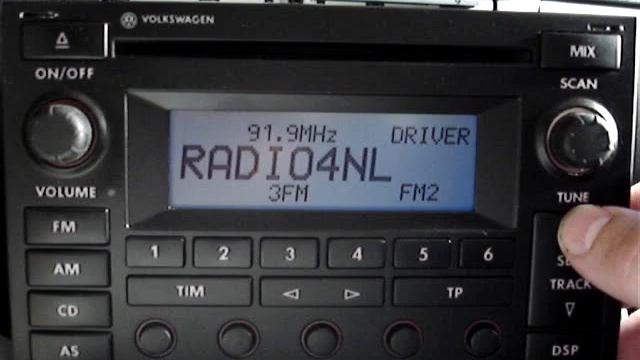 VOLKSWAGEN
MIX
ON/OFF
SCAN
91.9MHz DRIVER
RADIO4NL
3FM FM2
VOLUME
TUNE
FM
1 2 3 4 5 6
AM
TRACK
TIM TP
CD
AS
DSP